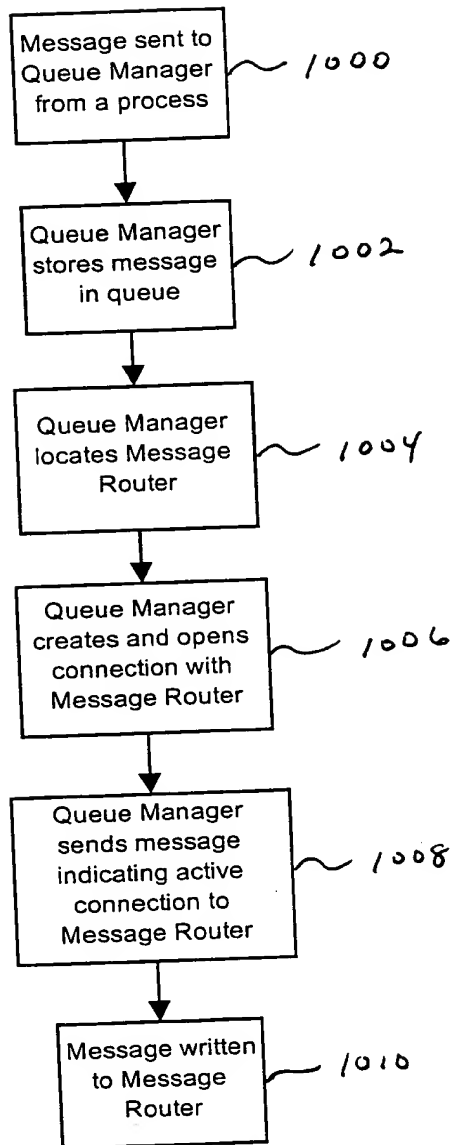 Message sent to
Queue Manager
from a process
1000
Queue Manager
stores message
in queue
1002
Queue Manager
locates Message
Router
1004
Queue Manager
creates and opens
connection with
Message Router
1006
Queue Manager
sends message
indicating active
connection to
Message Router
1008
Message written
to Message
Router
1010